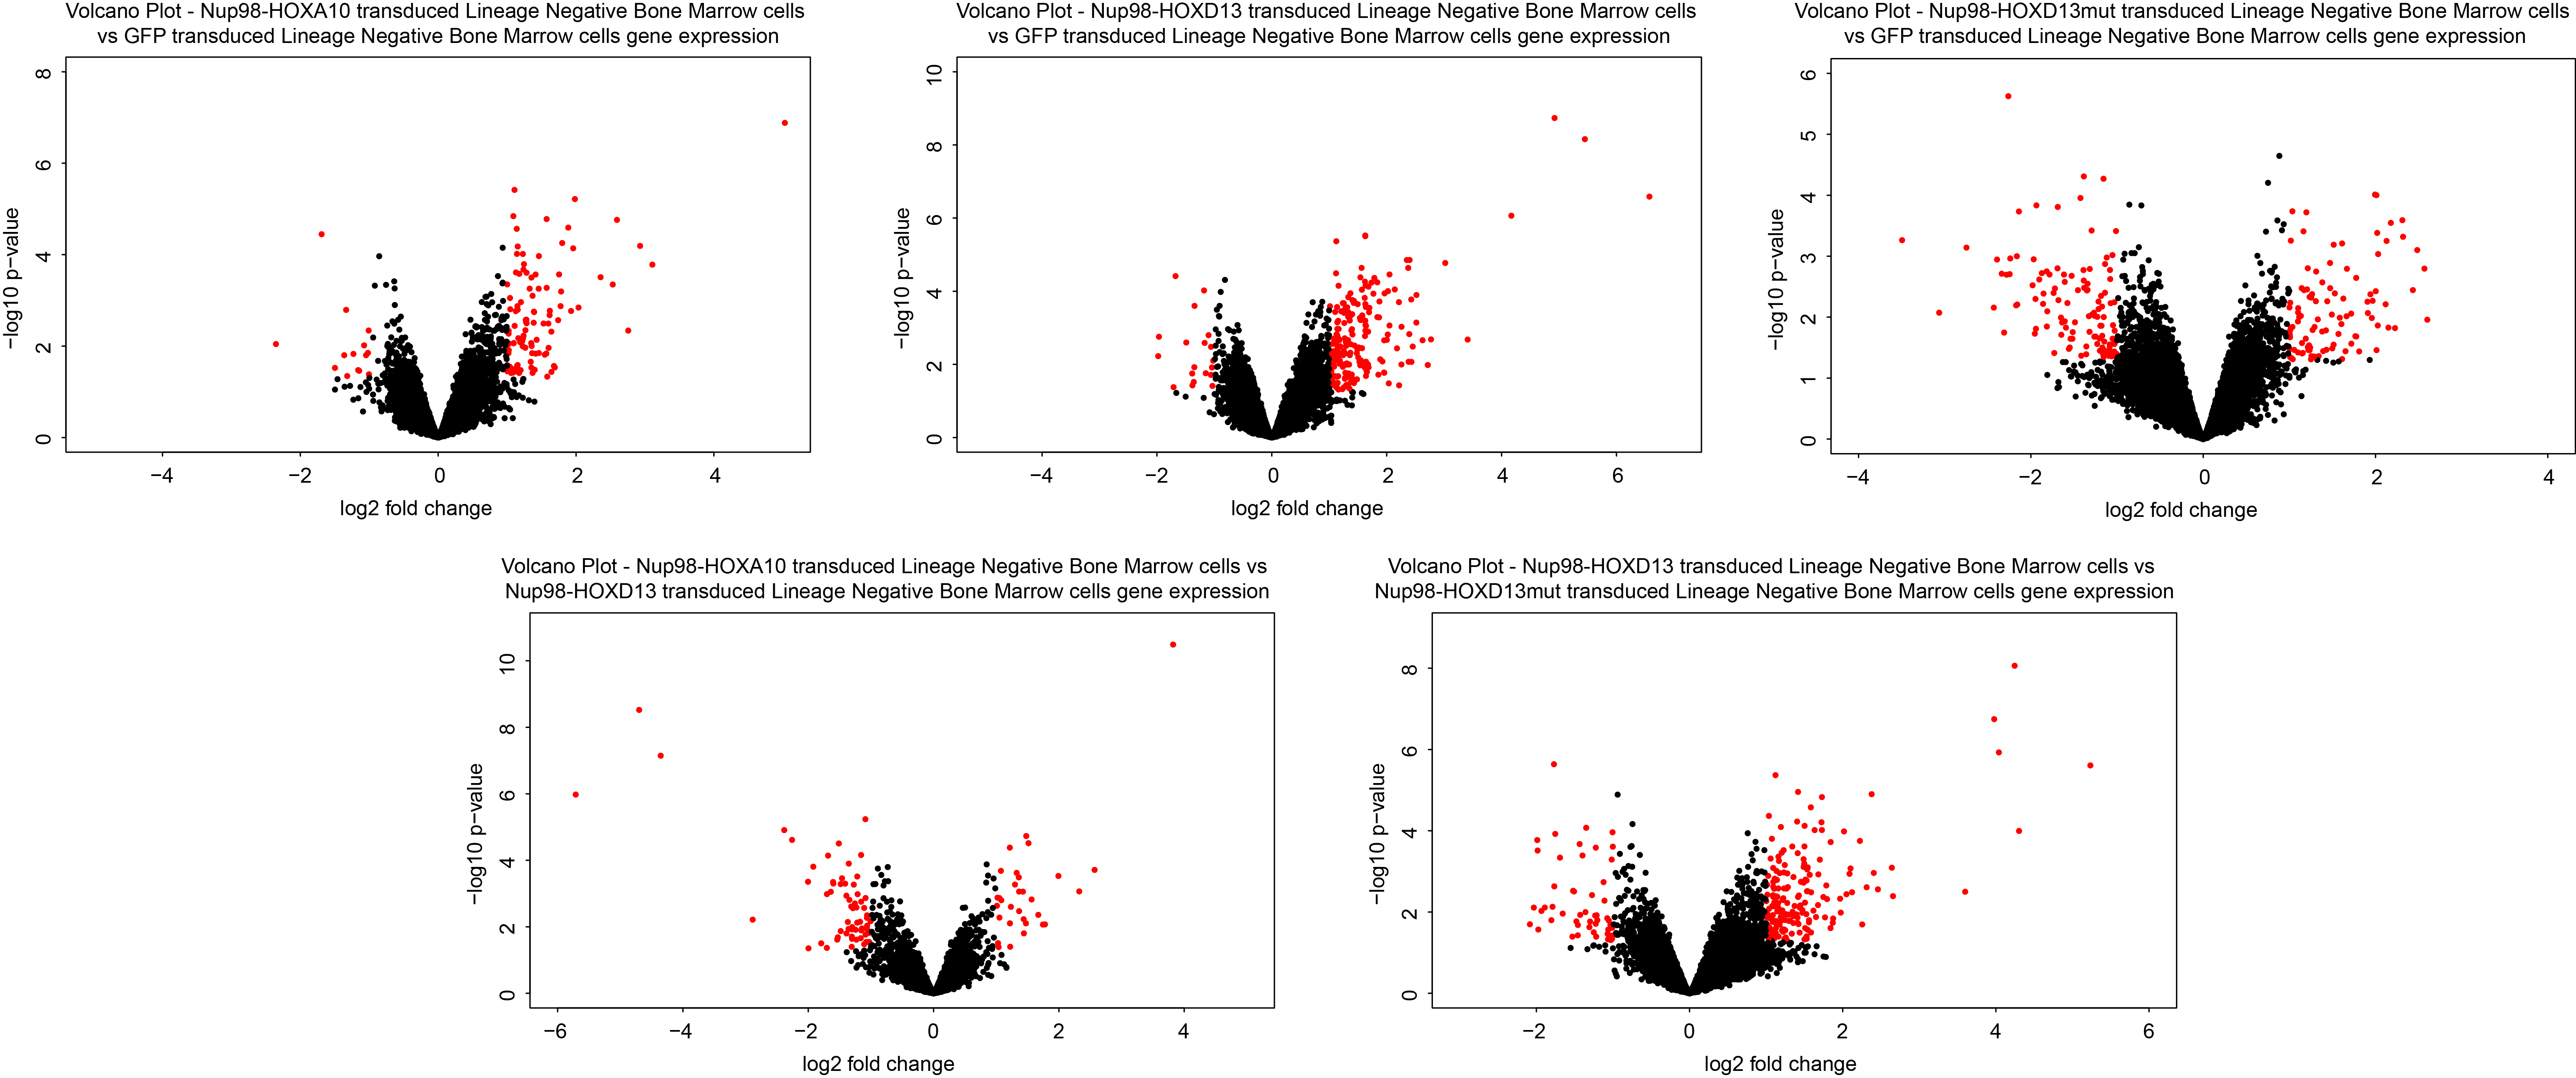 Volcano Plot - Nup98-HOXA10 transduced Lineage Negative Bone Marrow cells
vs GFP transduced Lineage Negative Bone Marrow cells gene expression
8
6
4
2
0
−log10 p−value
−4
−2
0
2
4
log2 fold change
Volcano Plot - Nup98-HOXD13 transduced Lineage Negative Bone Marrow cells
vs GFP transduced Lineage Negative Bone Marrow cells gene expression
10
8
6
4
2
0
−log10 p−value
−4
−2
0
2
4
6
log2 fold change
Volcano Plot - Nup98-HOXD13mut transduced Lineage Negative Bone Marrow cells
vs GFP transduced Lineage Negative Bone Marrow cells gene expression
6
5
4
3
2
1
0
−log10 p−value
−4
−2
0
2
4
log2 fold change
Volcano Plot - Nup98-HOXA10 transduced Lineage Negative Bone Marrow cells vs
Nup98-HOXD13 transduced Lineage Negative Bone Marrow cells gene expression
10
8
6
4
2
0
−log10 p−value
−6
−4
−2
0
2
4
log2 fold change
Volcano Plot - Nup98-HOXD13 transduced Lineage Negative Bone Marrow cells vs
Nup98-HOXD13mut transduced Lineage Negative Bone Marrow cells gene expression
8
6
4
2
0
−log10 p−value
−2
0
2
4
6
log2 fold change